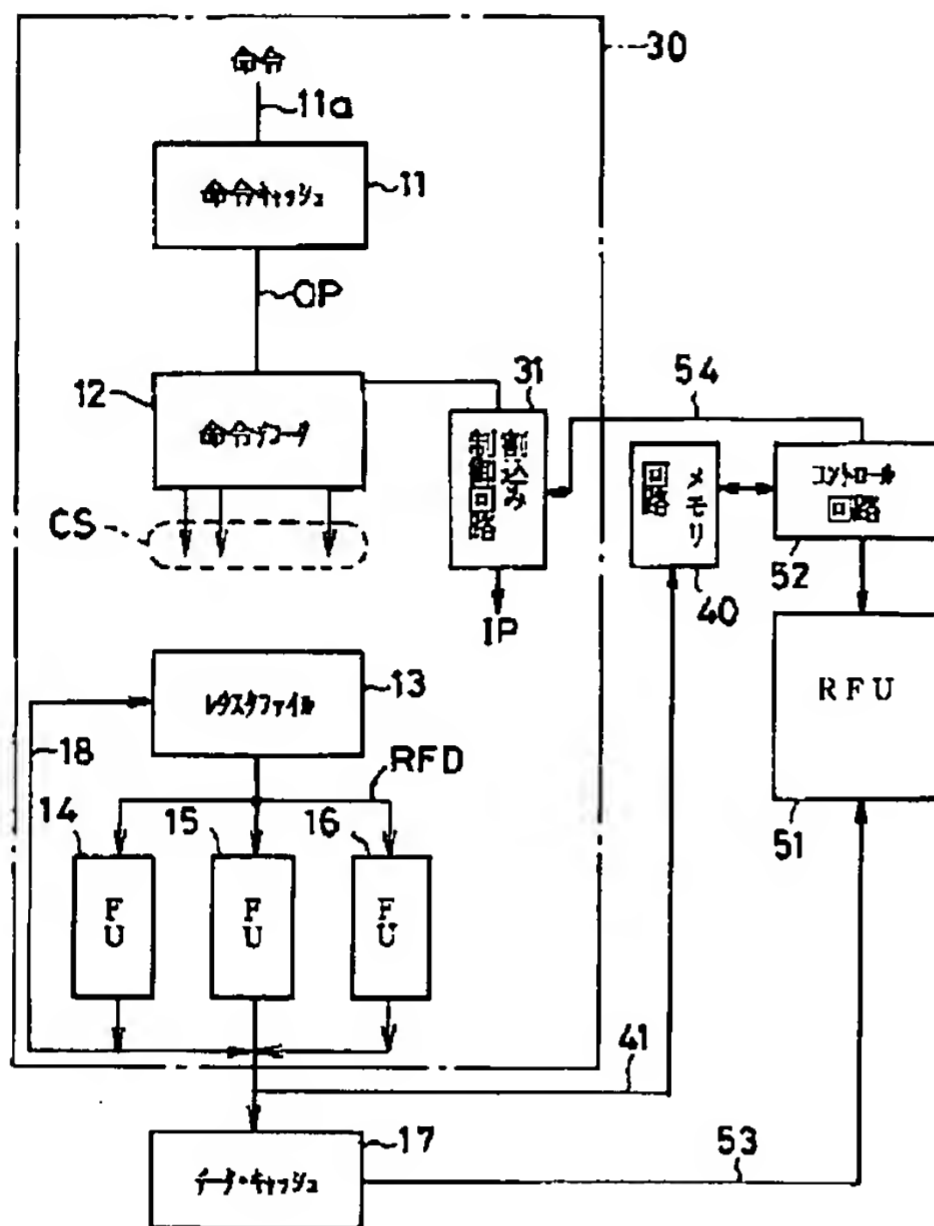 30
命令
11a
命令キャッシュ
11
OP
12
命令デコーダ
31
割込み
制御回路
54
メモリ
回路
40
コントロール
回路
52
CS
IP
レジスタファイル
13
RFU
51
18
RFD
14
15
16
FU
FU
FU
41
17
データ・キャッシュ
53